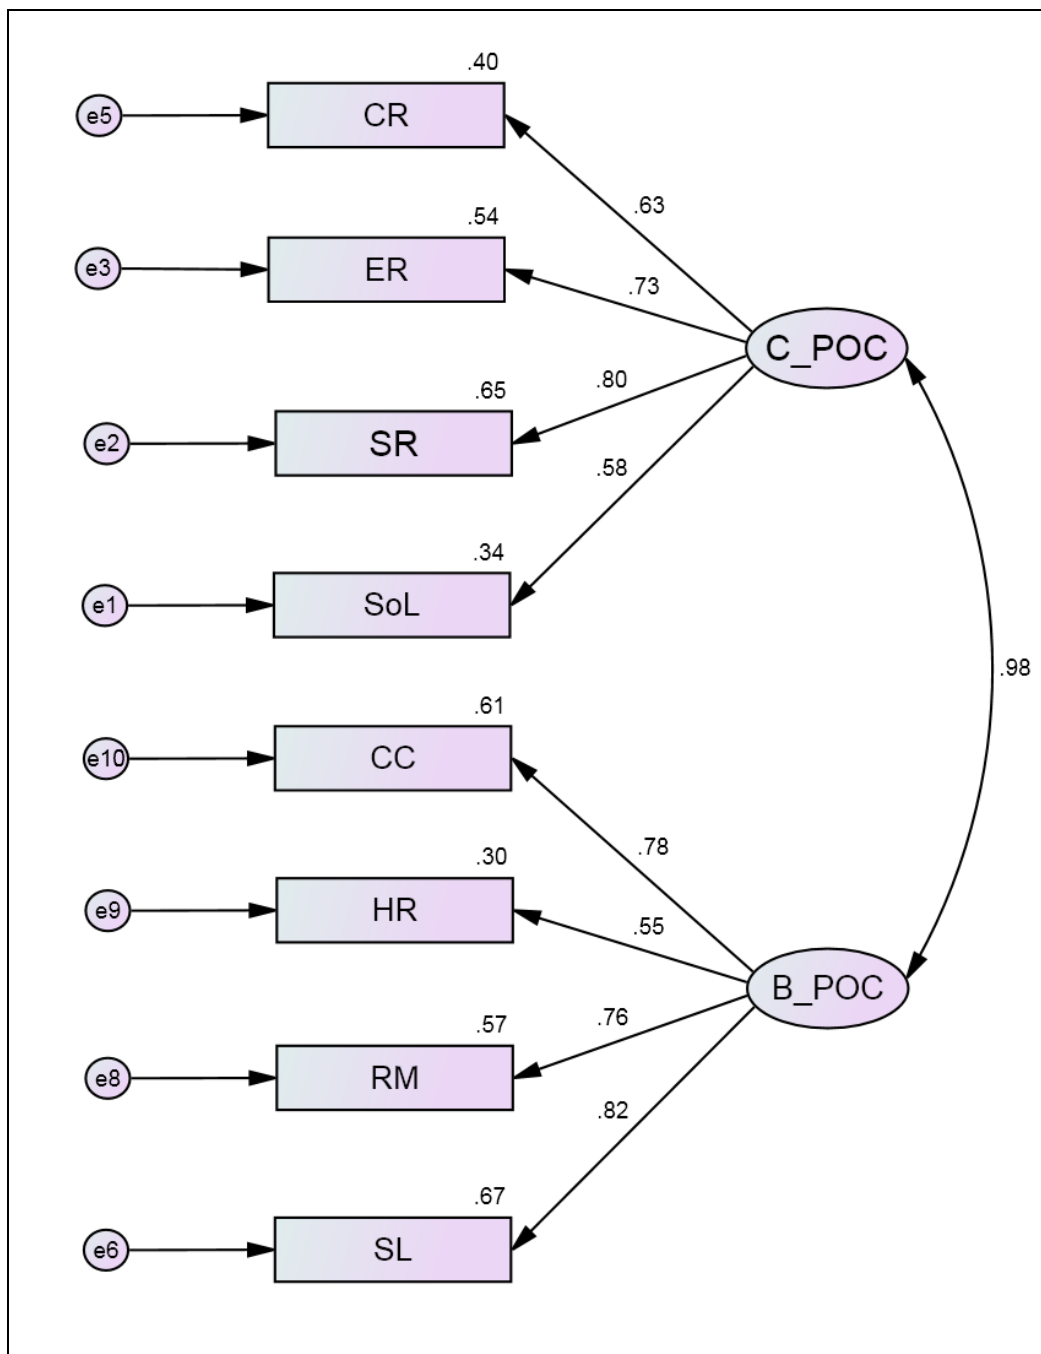 .40
e5 CR
.63
.54
e3 ER
.73
C_POC
.80
.65
e2 SR
.58
.34
e1 SoL
.98
.61
e10 CC
.78
.30
e9 HR
.55
B_POC
.76
.57
e8 RM
.82
.67
e6 SL